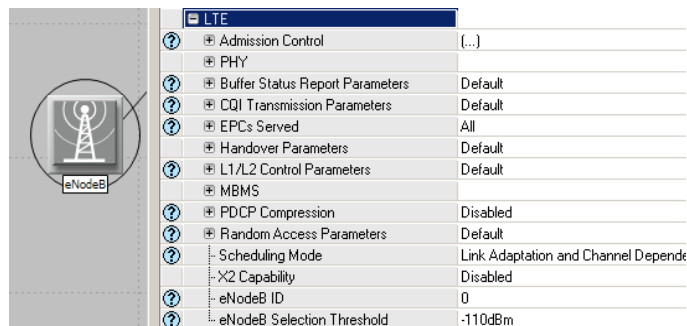 LTE
Admission Control (...)
PHY
Buffer Status Report Parameters Default
CQI Transmission Parameters Default
EPCs Served All
Handover Parameters Default
L1/L2 Control Parameters Default
MBMS
PDCP Compression Disabled
Random Access Parameters Default
Scheduling Mode Link Adaptation and Channel Depende
X2 Capability Disabled
eNodeB ID 0
eNodeB Selection Threshold -110dBm
eNodeB